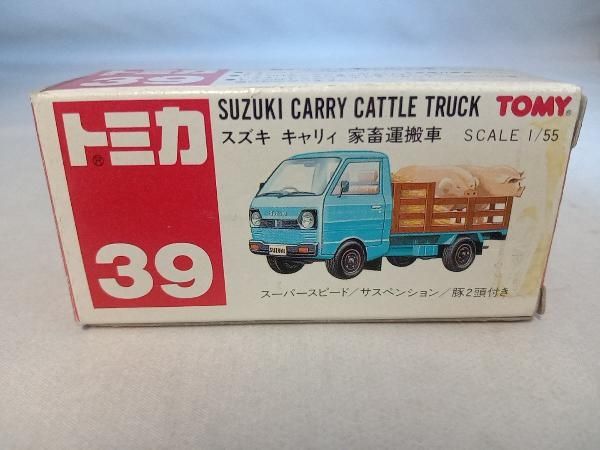 39
トミカ®
39
SUZUKI CARRY CATTLE TRUCK TOMY®
スズキ キャリィ 家畜運搬車 SCALE 1/55
SUZUKI
スーパースピード/サスペンション/豚2頭付き